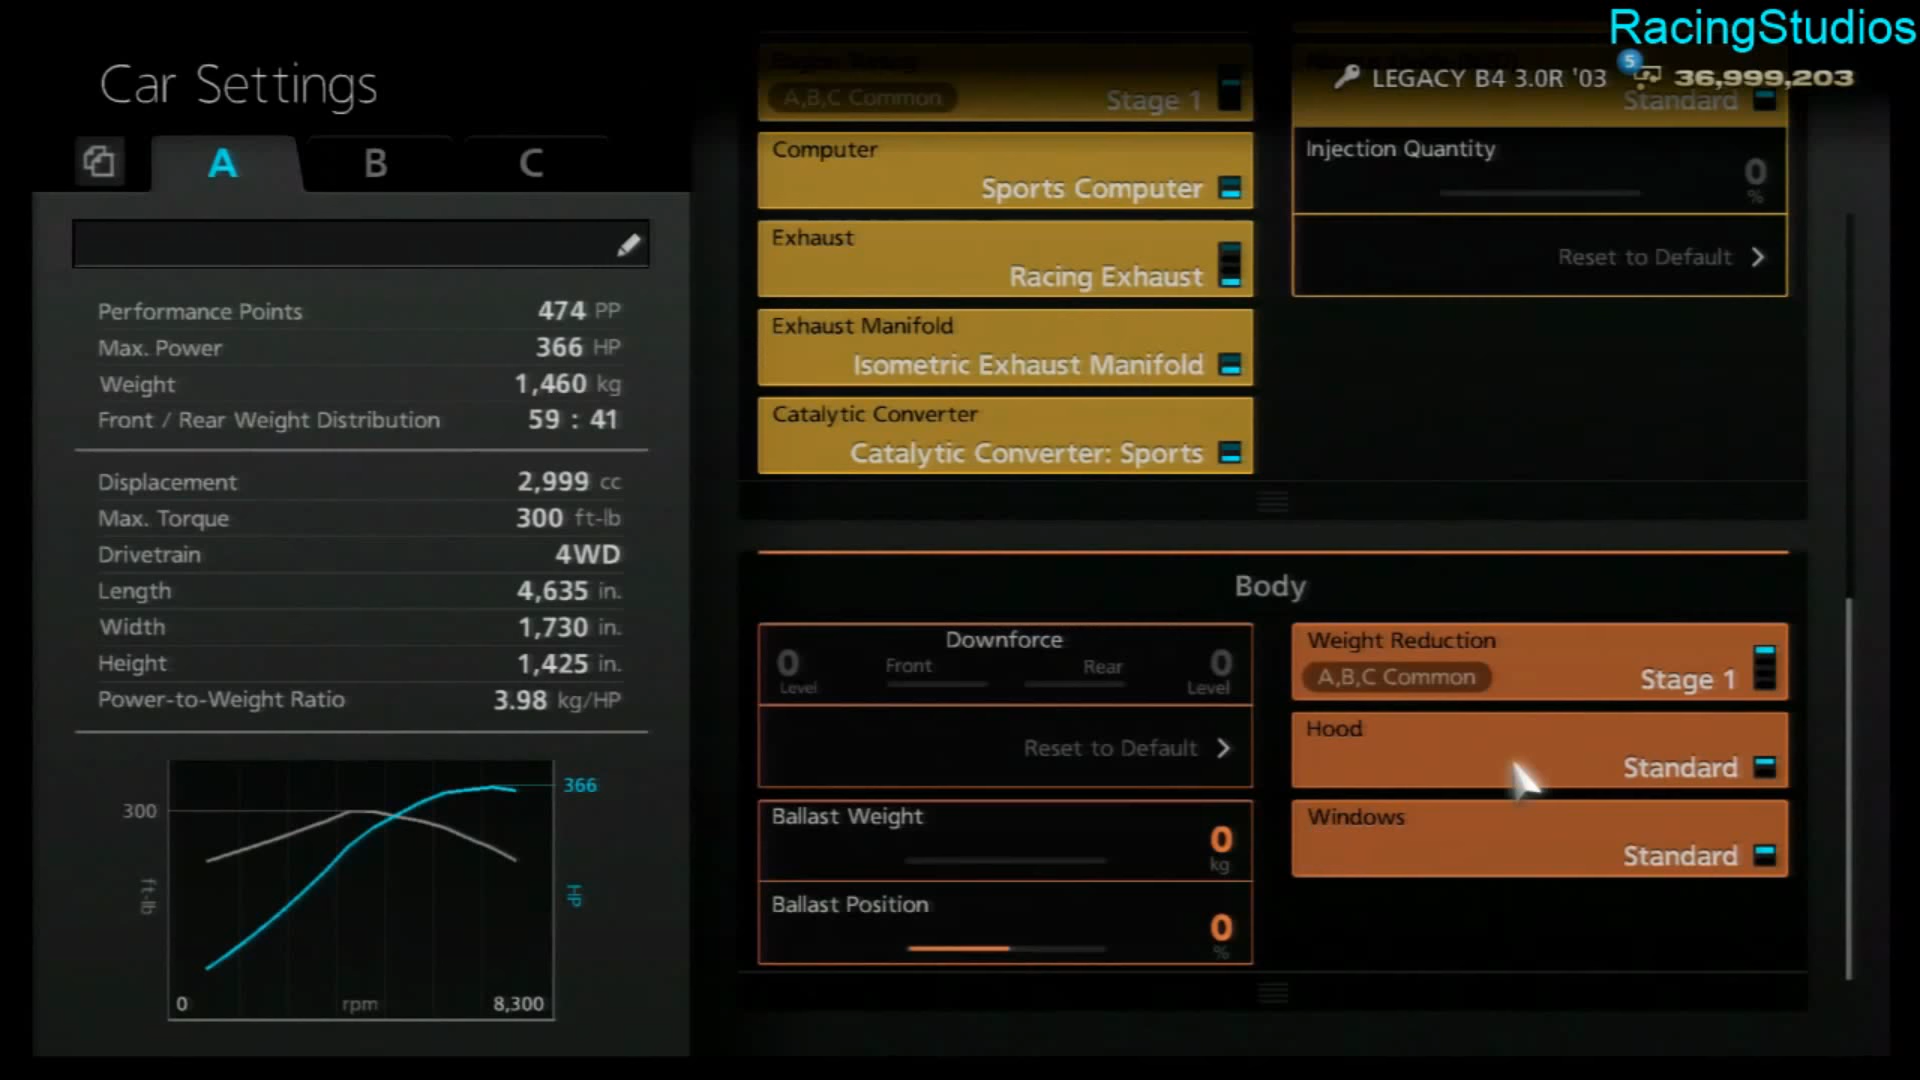 RacingStudios
Car Settings
LEGACY B4 3.0R '03
5
36,999,203
A
B
C
Performance Points 474 PP
Max. Power 366 HP
Weight 1,460 kg
Front / Rear Weight Distribution 59 : 41
Displacement 2,999 cc
Max. Torque 300 ft-lb
Drivetrain 4WD
Length 4,635 in.
Width 1,730 in.
Height 1,425 in.
Power-to-Weight Ratio 3.98 kg/HP
366
300
ft-lb
HP
0 rpm 8,300
A,B,C Common Stage 1
Computer
Sports Computer
Exhaust
Racing Exhaust
Exhaust Manifold
Isometric Exhaust Manifold
Catalytic Converter
Catalytic Converter: Sports
Standard
Injection Quantity
0
%
Reset to Default
Body
Downforce
0 Front Rear 0
Level Level
Reset to Default
Ballast Weight
0
kg
Ballast Position
0
%
Weight Reduction
A,B,C Common Stage 1
Hood
Standard
Windows
Standard